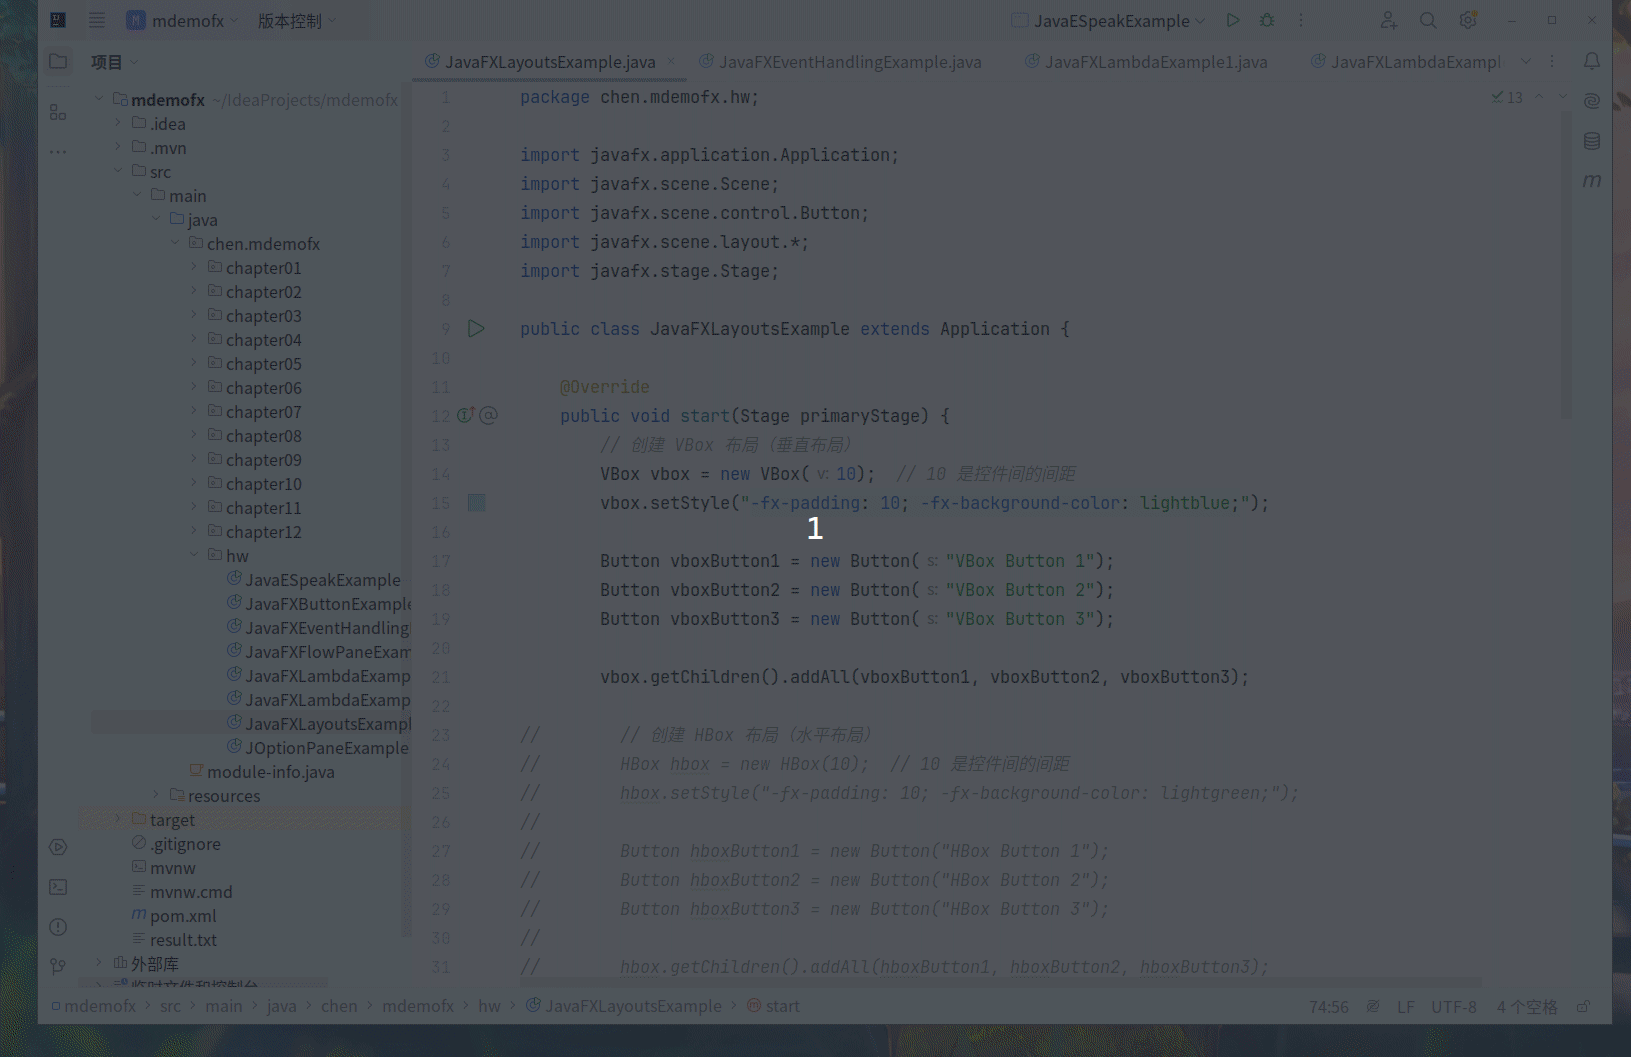 mdemofx 版本控制 JavaESpeakExample
项目
JavaFXLayoutsExample.java JavaFXEventHandlingExample.java JavaFXLambdaExample1.java JavaFXLambdaExampl
mdemofx ~/IdeaProjects/mdemofx
.idea
.mvn
src
main
java
chen.mdemofx
chapter01
chapter02
chapter03
chapter04
chapter05
chapter06
chapter07
chapter08
chapter09
chapter10
chapter11
chapter12
hw
JavaESpeakExample
JavaFXButtonExample
JavaFXEventHandling
JavaFXFlowPaneExam
JavaFXLambdaExamp
JavaFXLambdaExamp
JavaFXLayoutsExampl
JOptionPaneExample
module-info.java
resources
target
.gitignore
mvnw
mvnw.cmd
pom.xml
result.txt
外部库
临时文件和控制台
13
1 package chen.mdemofx.hw;
2
3 import javafx.application.Application;
4 import javafx.scene.Scene;
5 import javafx.scene.control.Button;
6 import javafx.scene.layout.*;
7 import javafx.stage.Stage;
8
9 public class JavaFXLayoutsExample extends Application {
10
11 @Override
12 public void start(Stage primaryStage) {
13 // 创建 VBox 布局（垂直布局）
14 VBox vbox = new VBox( v: 10); // 10 是控件间的间距
15 vbox.setStyle("-fx-padding: 10; -fx-background-color: lightblue;");
16
1
17 Button vboxButton1 = new Button( s: "VBox Button 1");
18 Button vboxButton2 = new Button( s: "VBox Button 2");
19 Button vboxButton3 = new Button( s: "VBox Button 3");
20
21 vbox.getChildren().addAll(vboxButton1, vboxButton2, vboxButton3);
22
23 // // 创建 HBox 布局（水平布局）
24 // HBox hbox = new HBox(10); // 10 是控件间的间距
25 // hbox.setStyle("-fx-padding: 10; -fx-background-color: lightgreen;");
26 //
27 // Button hboxButton1 = new Button("HBox Button 1");
28 // Button hboxButton2 = new Button("HBox Button 2");
29 // Button hboxButton3 = new Button("HBox Button 3");
30 //
31 // hbox.getChildren().addAll(hboxButton1, hboxButton2, hboxButton3);
mdemofx > src > main > java > chen > mdemofx > hw > JavaFXLayoutsExample > start 74:56 LF UTF-8 4 个空格